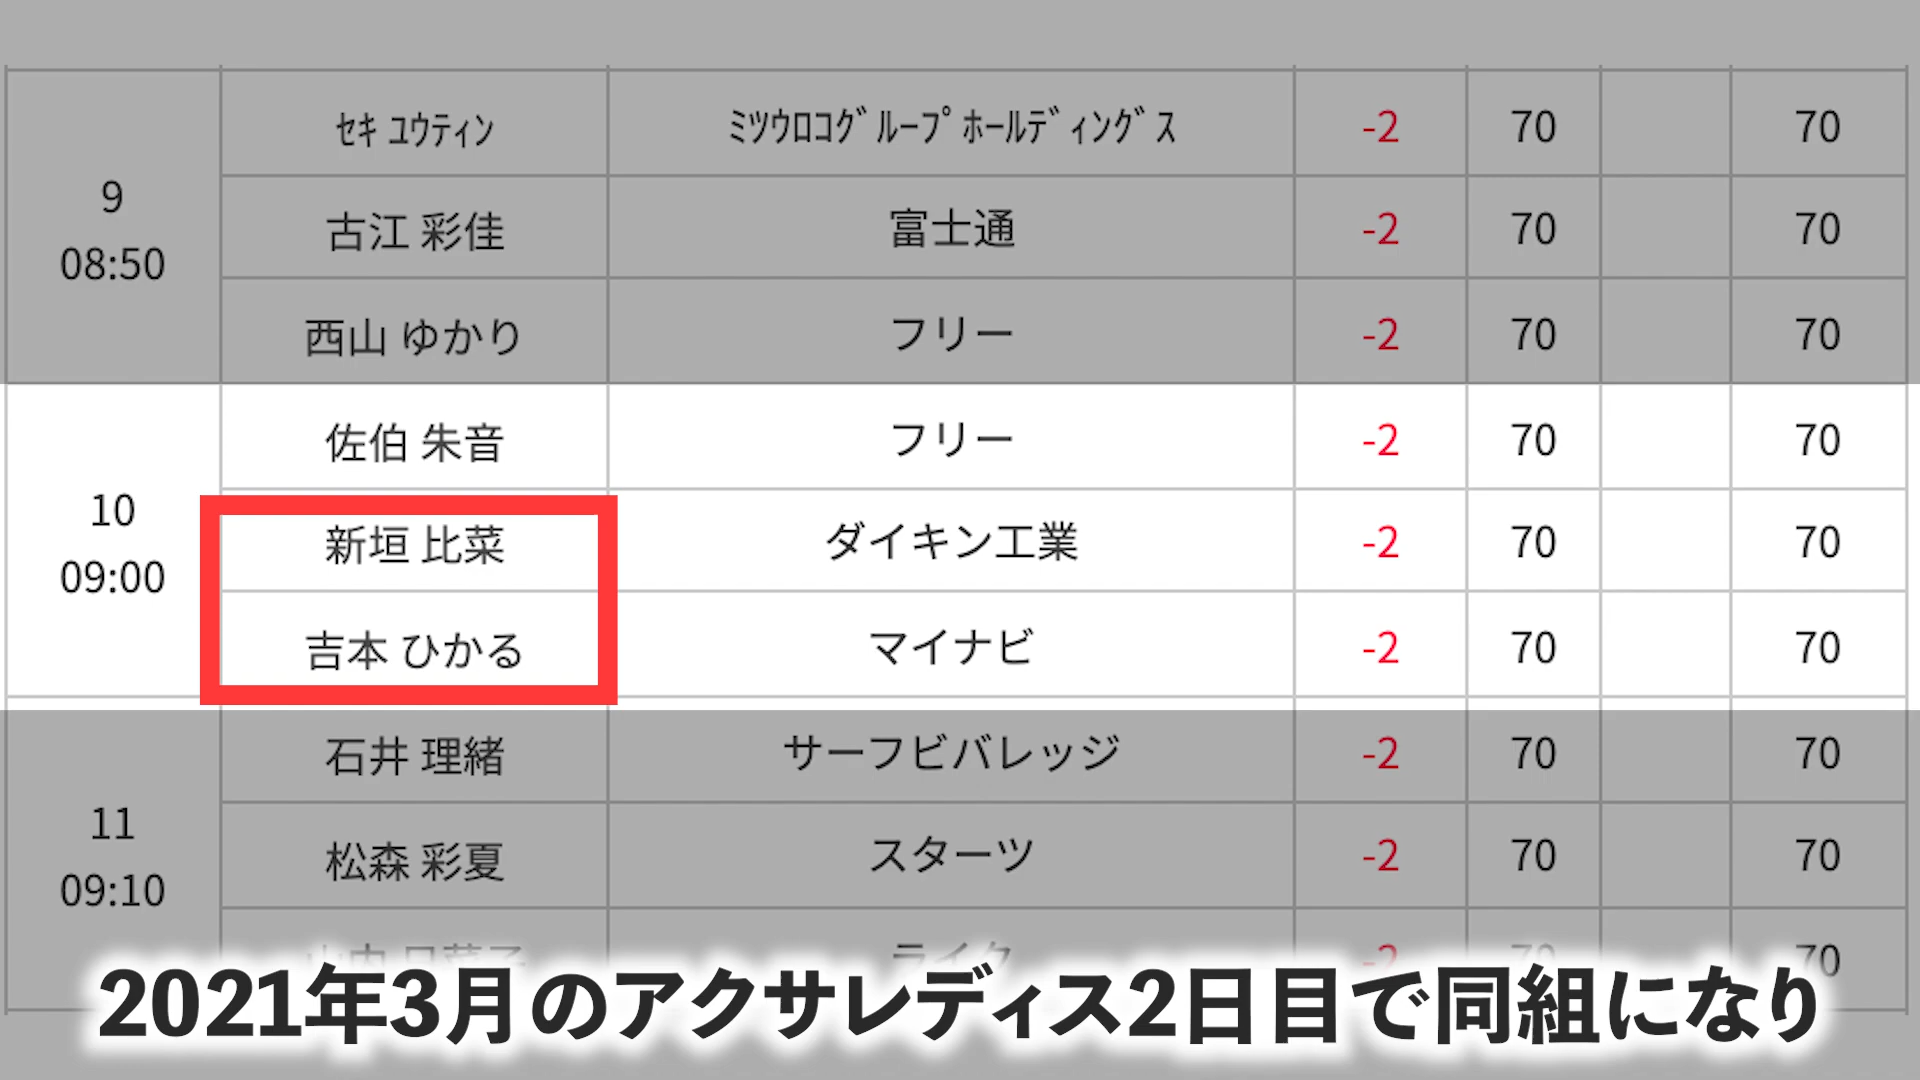 9
08:50
ｾｷ ﾕｳﾃｨﾝ ﾐﾂｳﾛｺｸﾞﾙｰﾌﾟﾎｰﾙﾃﾞｨﾝｸﾞｽ -2 70 70
古江 彩佳 富士通 -2 70 70
西山 ゆかり フリー -2 70 70
10
09:00
佐伯 朱音 フリー -2 70 70
新垣 比菜 ダイキン工業 -2 70 70
吉本 ひかる マイナビ -2 70 70
11
09:10
石井 理緒 サーフビバレッジ -2 70 70
松森 彩夏 スターツ -2 70 70
ライク -2 70 70
2021年3月のアクサレディス2日目で同組になり